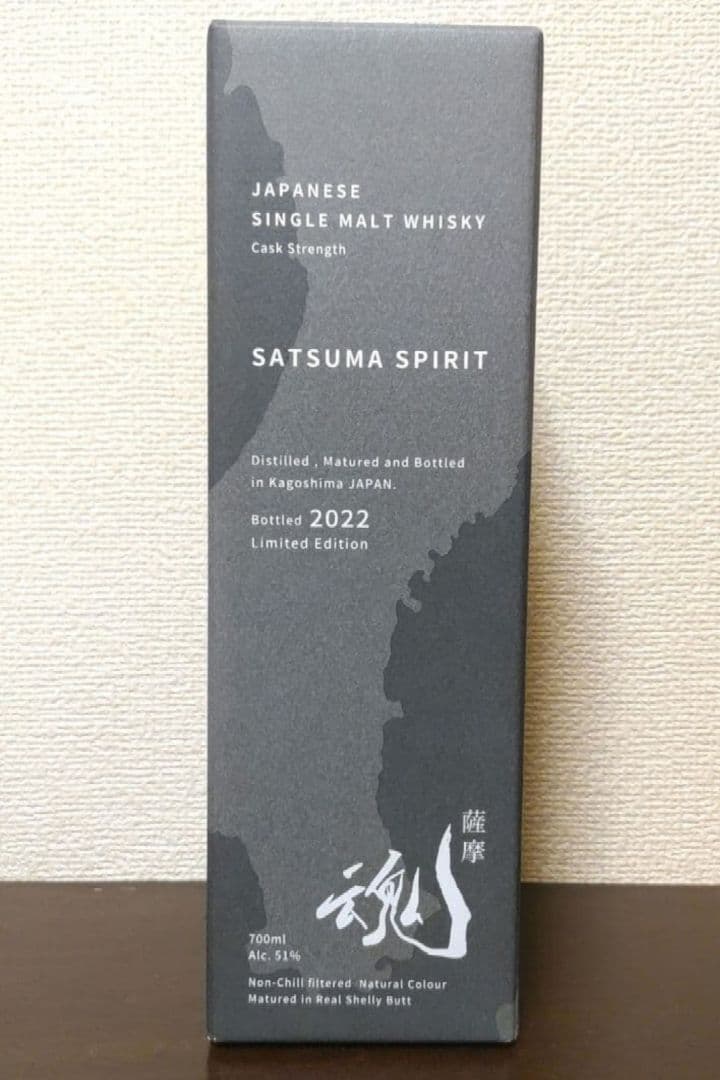 JAPANESE
SINGLE MALT WHISKY
Cask Strength
SATSUMA SPIRIT
Distilled , Matured and Bottled
in Kagoshima JAPAN.
Bottled 2022
Limited Edition
薩摩
魂
700ml
Alc. 51%
Non-Chill filtered Natural Colour
Matured in Real Shelly Butt